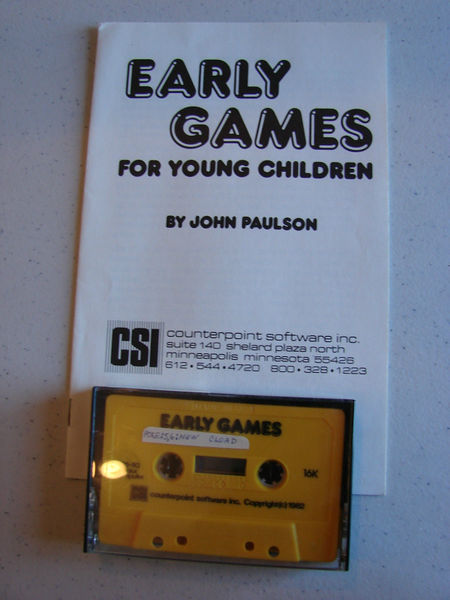 EARLY
GAMES
FOR YOUNG CHILDREN
BY JOHN PAULSON
CSI
counterpoint software inc.
suite 140 shelard plaza north
minneapolis minnesota 55426
612•544•4720 800•328•1223
EARLY GAMES
CLOAD
16K
counterpoint software inc. Copyright(c) 1982